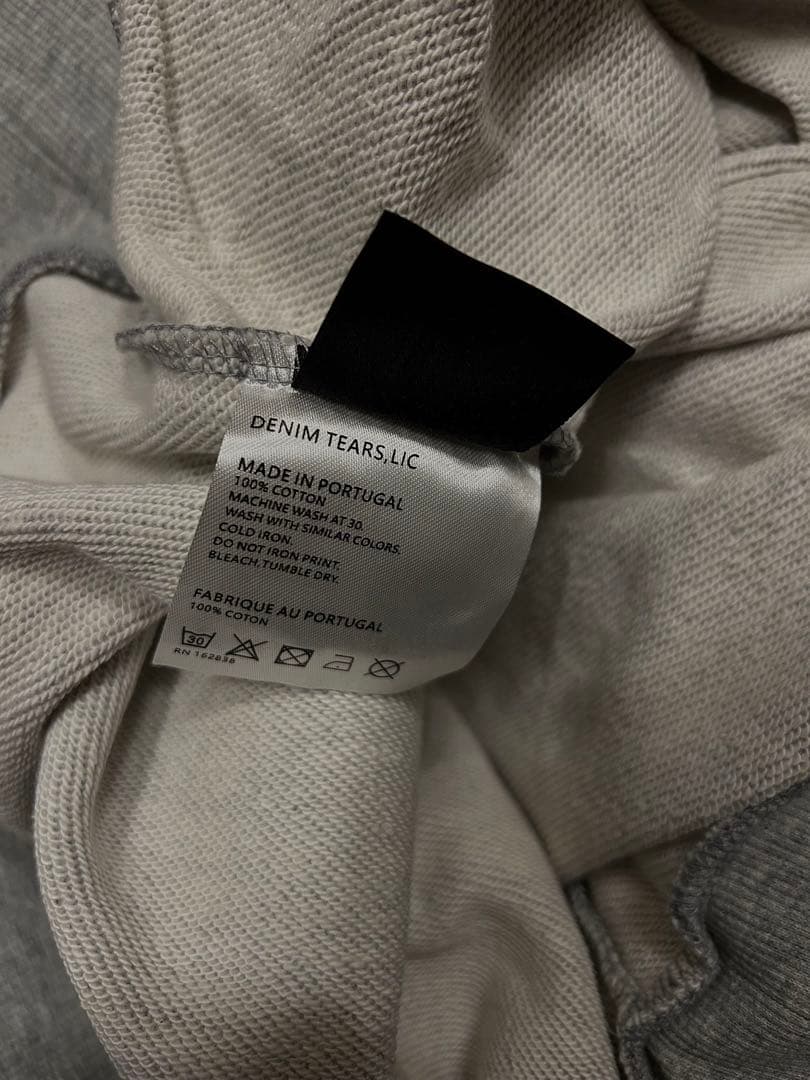 DENIM TEARS,LIC
MADE IN PORTUGAL
100% COTTON
MACHINE WASH AT 30.
WASH WITH SIMILAR COLORS.
COLD IRON.
DO NOT IRON PRINT.
BLEACH.TUMBLE DRY.
FABRIQUE AU PORTUGAL
100% COTON
30
RN 162838